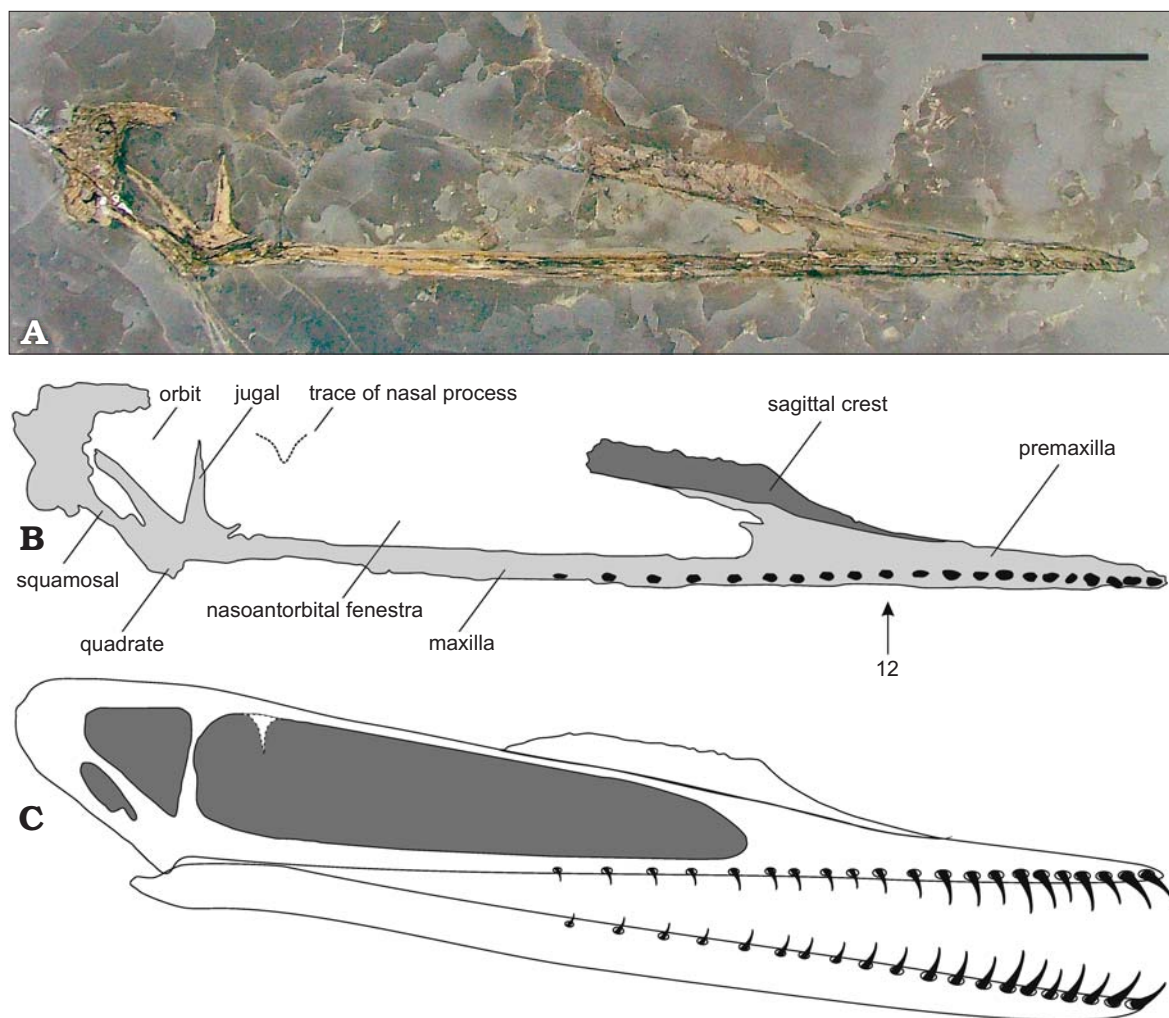 A
orbit
jugal
trace of nasal process
sagittal crest
premaxilla
B
squamosal
quadrate
nasoantorbital fenestra
maxilla
12
C